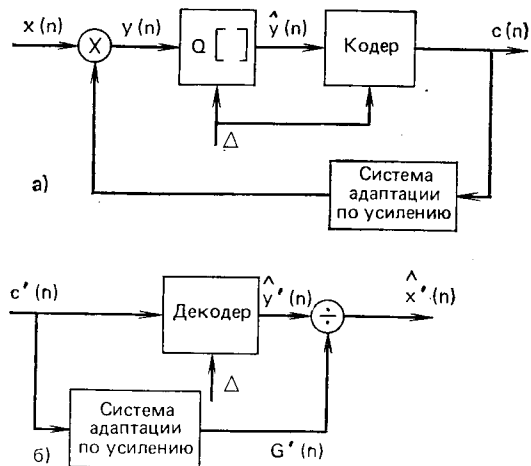 x(n) y(n) ŷ(n) c(n)
X Q [ ] Кодер
Δ
Система
адаптации
по усилению
а)
c'(n) ŷ'(n) x̂'(n)
Декодер ÷
Δ
Система
адаптации
по усилению
б) G'(n)